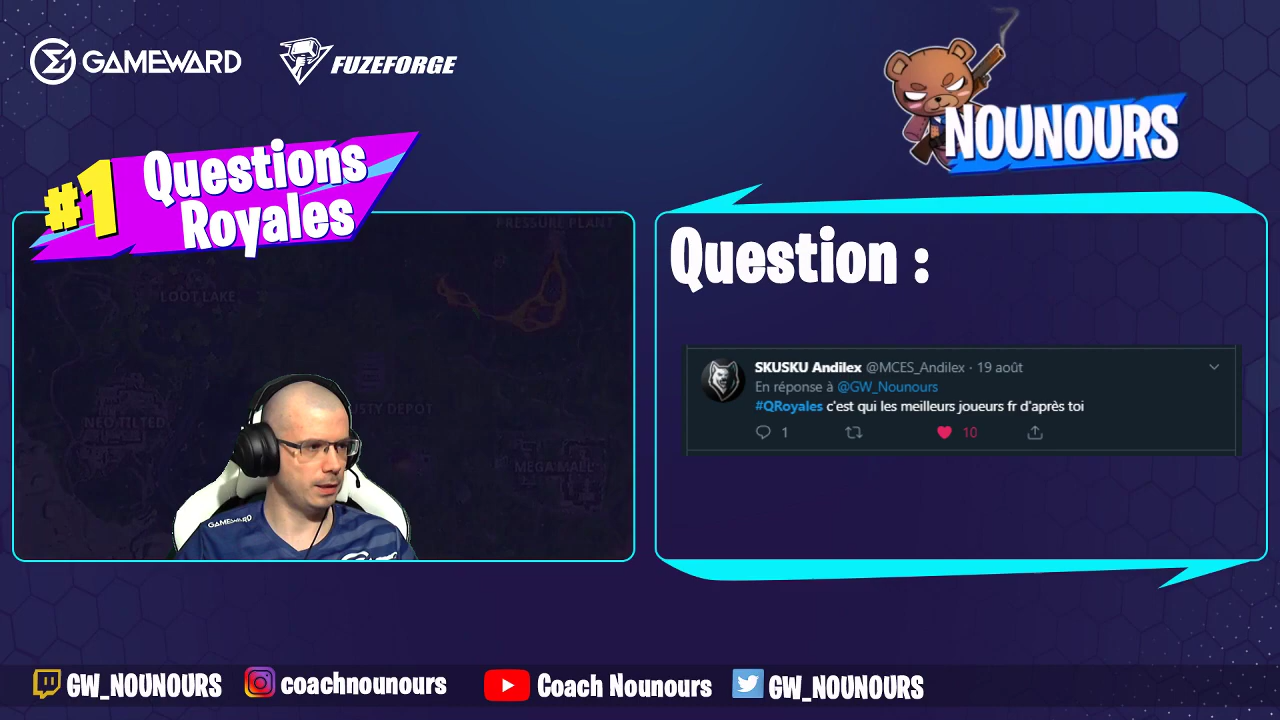 GAMEWARD
FUZEFORGE
NOUNOURS
#1 Questions
Royales
PRESSURE PLANT
LOOT LAKE
DUSTY DEPOT
NEO TILTED
MEGA MALL
GAMEWARD
Question :
SKUSKU Andilex @MCES_Andilex · 19 août
En réponse à @GW_Nounours
#QRoyales c'est qui les meilleurs joueurs fr d'après toi
1 10
GW_NOUNOURS coachnounours Coach Nounours GW_NOUNOURS